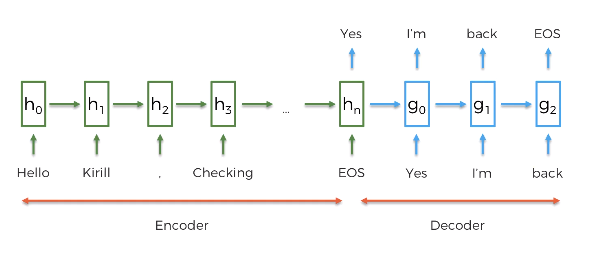 Yes I'm back EOS
h0 h1 h2 h3 ... hn g0 g1 g2
Hello Kirill , Checking EOS Yes I'm back
Encoder Decoder